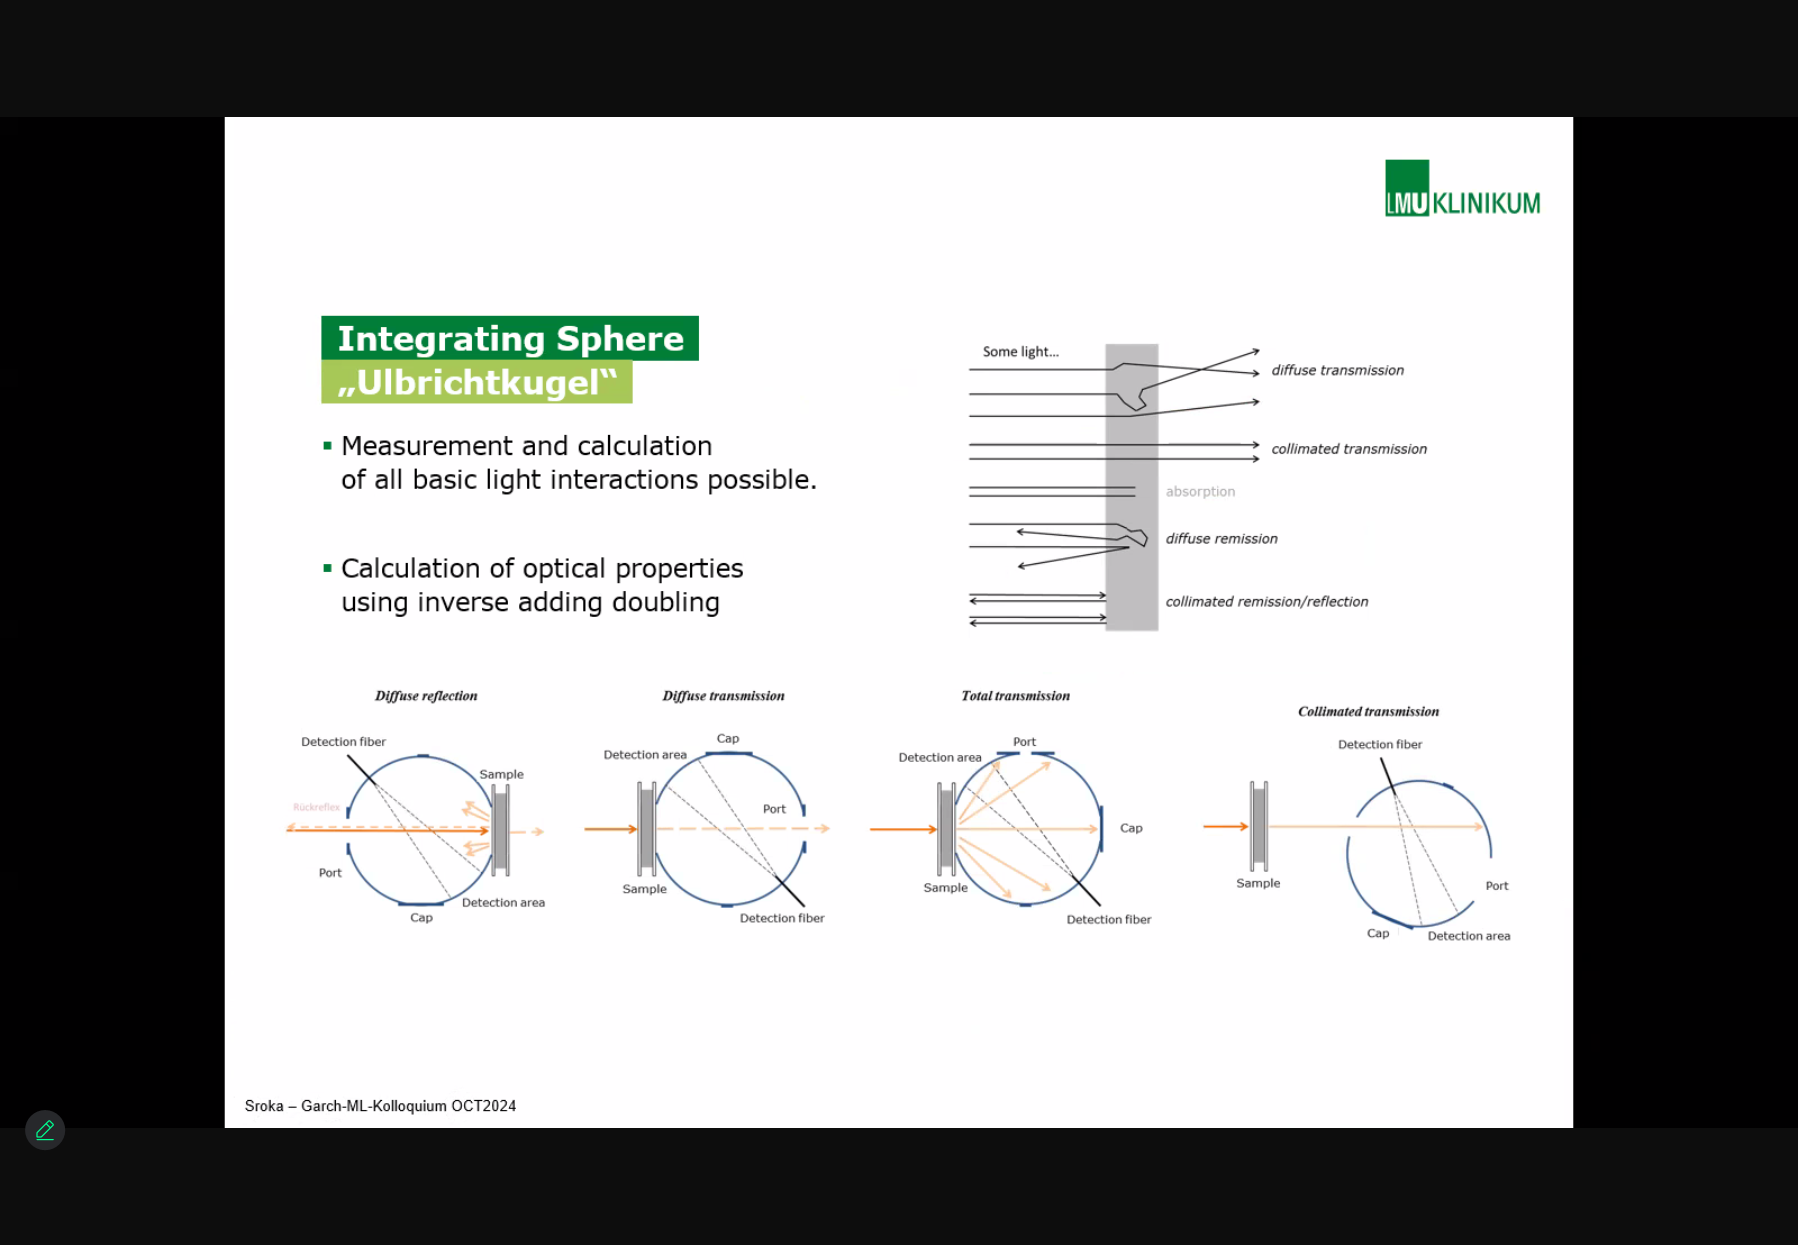 LMU KLINIKUM
Integrating Sphere
„Ulbrichtkugel“
▪ Measurement and calculation
of all basic light interactions possible.
▪ Calculation of optical properties
using inverse adding doubling
Some light...
diffuse transmission
collimated transmission
absorption
diffuse remission
collimated remission/reflection
Diffuse reflection
Detection fiber
Sample
Rückreflex
Port
Detection area
Cap
Diffuse transmission
Cap
Detection area
Port
Sample
Detection fiber
Total transmission
Port
Detection area
Cap
Sample
Detection fiber
Collimated transmission
Detection fiber
Sample
Port
Cap
Detection area
Sroka – Garch-ML-Kolloquium OCT2024